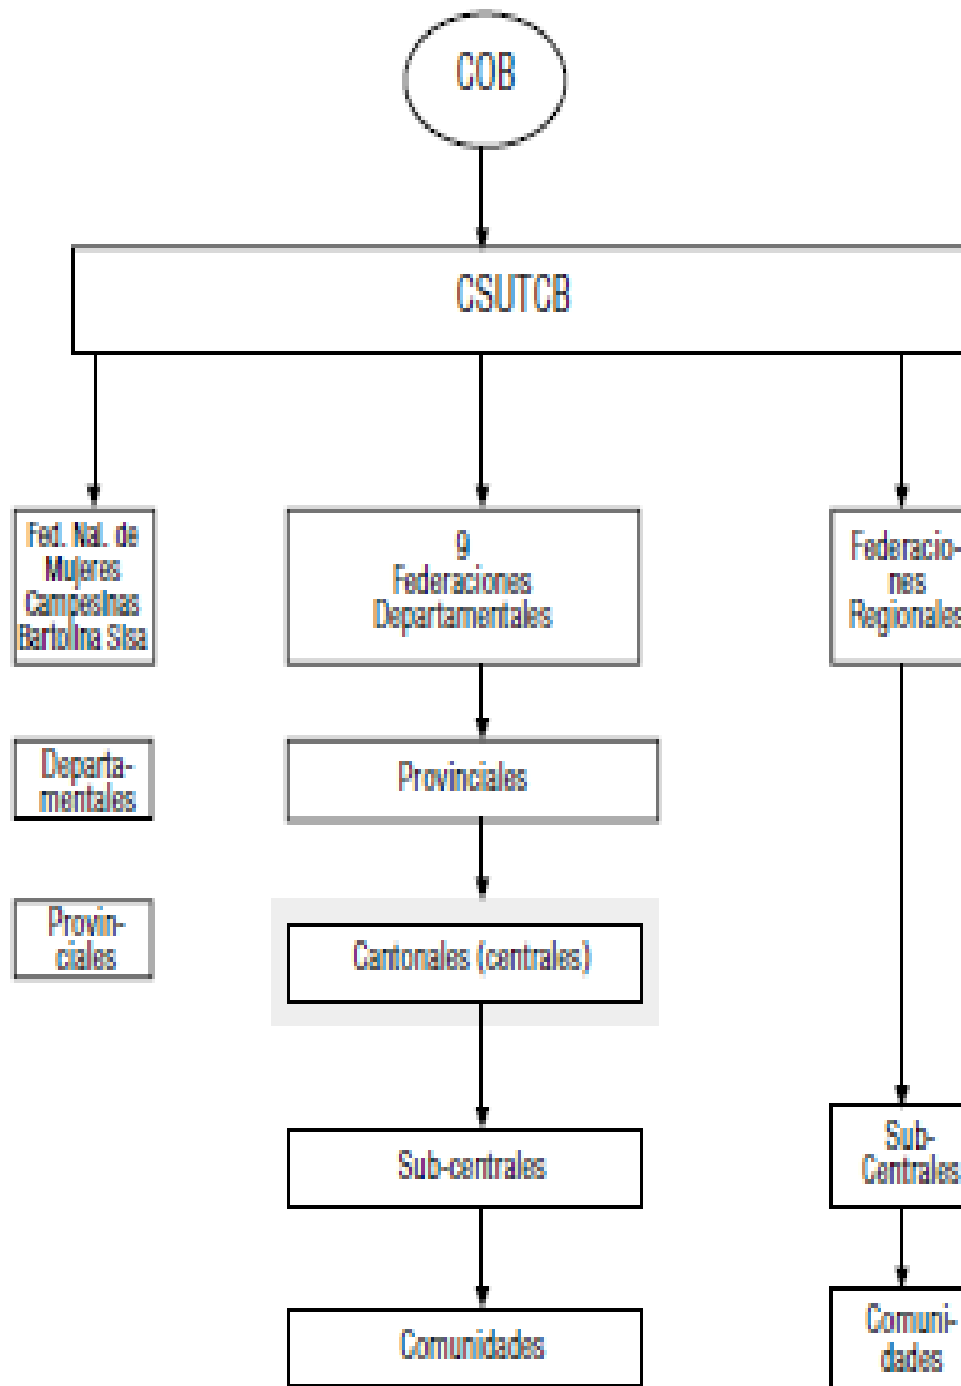 COB
CSUTCB
Fed. Nal. de
Mujeres
Campesinas
Bartolina Sisa
9
Federaciones
Departamentales
Federacio-
nes
Regionales
Departa-
mentales
Provinciales
Provin-
ciales
Cantonales (centrales)
Sub-centrales
Sub-
Centrales
Comunidades
Comuni-
dades